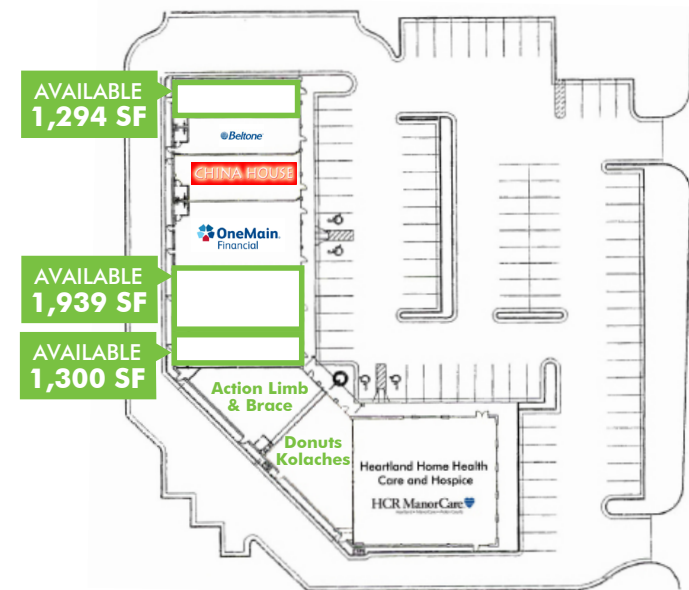 AVAILABLE
1,294 SF
Beltone
CHINA HOUSE
OneMain
Financial
AVAILABLE
1,939 SF
AVAILABLE
1,300 SF
Action Limb
& Brace
Donuts
Kolaches
Heartland Home Health
Care and Hospice
HCR ManorCare